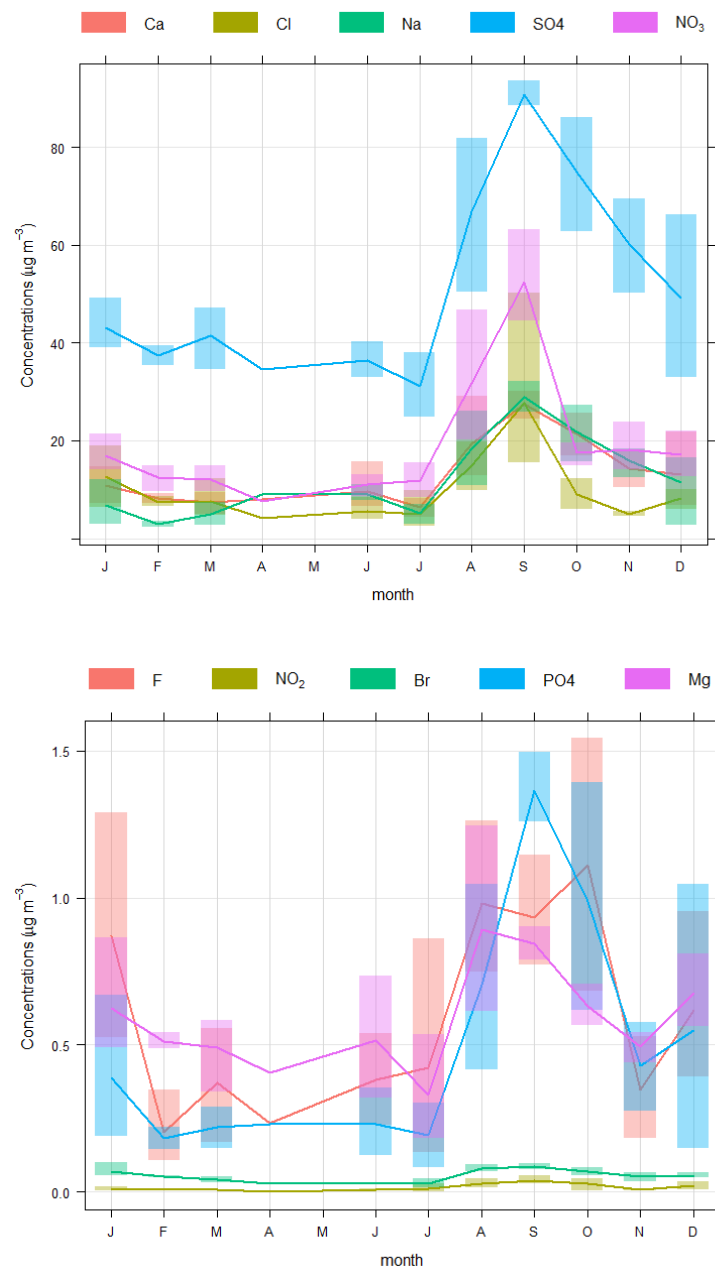 Ca Cl Na SO4 NO₃
80
60
40
20
Concentrations (µg m⁻³)
J F M A M J J A S O N D
month
F NO₂ Br PO4 Mg
1.5
1.0
0.5
0.0
Concentrations (µg m⁻³)
J F M A J J A S O N D
month